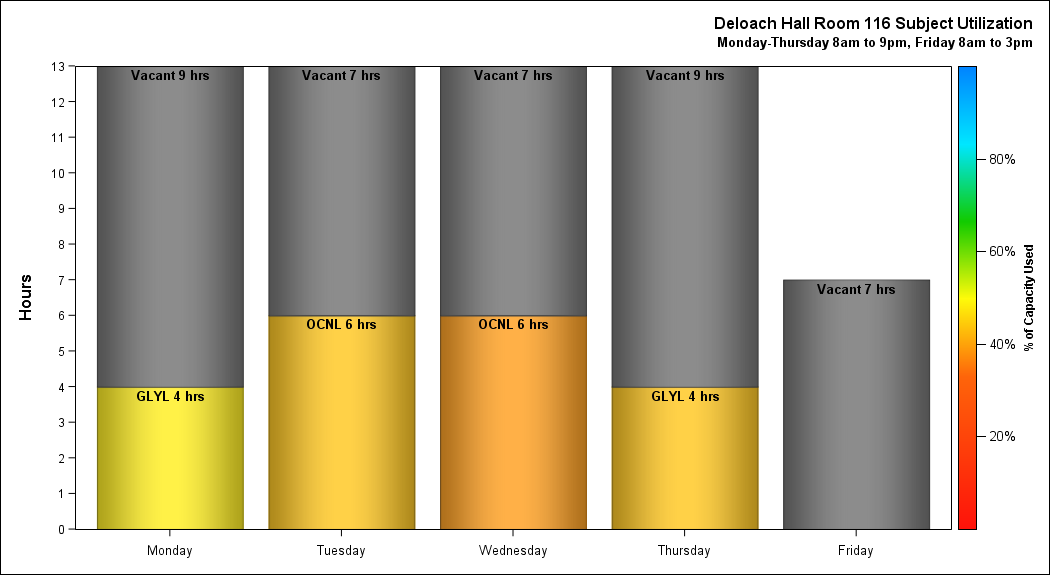 Deloach Hall Room 116 Subject Utilization
Monday-Thursday 8am to 9pm, Friday 8am to 3pm
Hours
13
12
11
10
9
8
7
6
5
4
3
2
1
0
Vacant 9 hrs
GLYL 4 hrs
Vacant 7 hrs
OCNL 6 hrs
Vacant 7 hrs
OCNL 6 hrs
Vacant 9 hrs
GLYL 4 hrs
Vacant 7 hrs
Monday
Tuesday
Wednesday
Thursday
Friday
80%
60%
40%
20%
% of Capacity Used